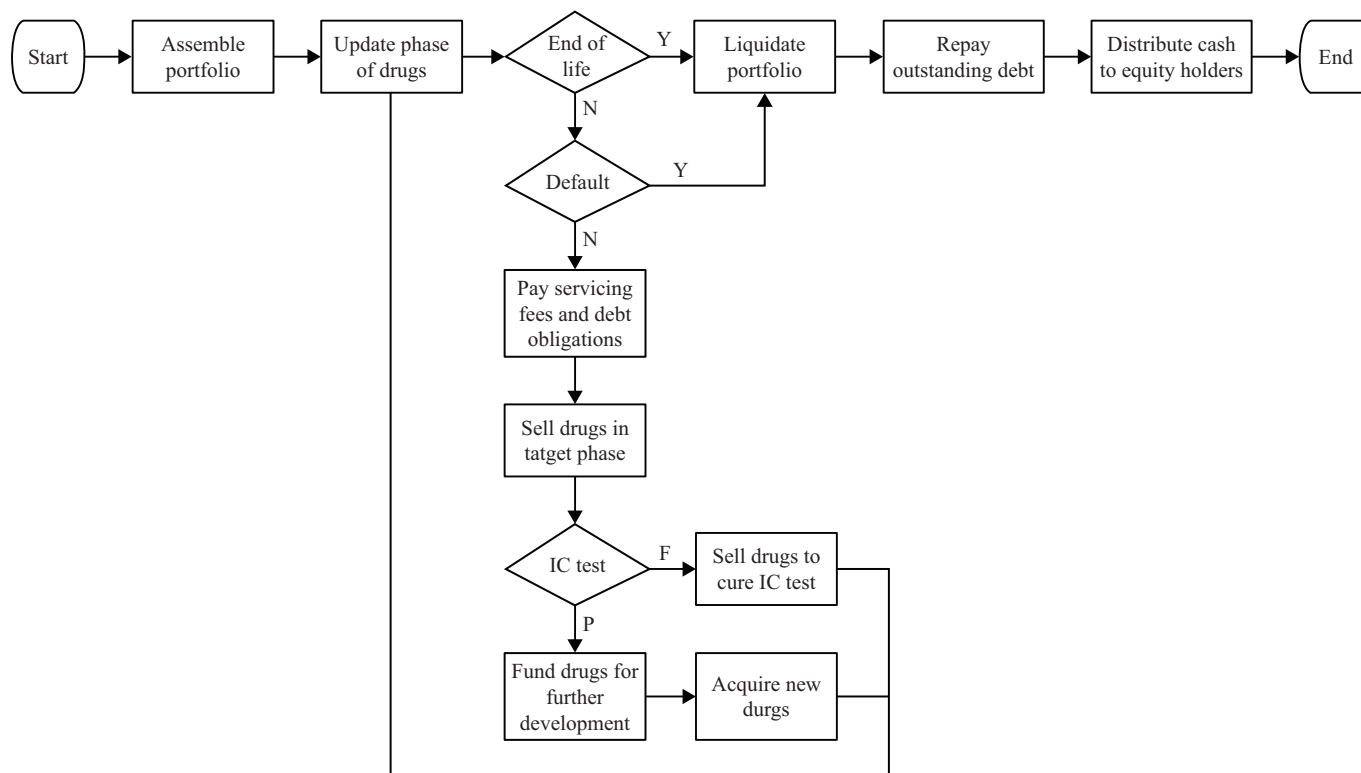 Start
Assemble
portfolio
Update phase
of drugs
End of
life
Y
Liquidate
portfolio
Repay
outstanding debt
Distribute cash
to equity holders
End
N
Default
Y
N
Pay servicing
fees and debt
obligations
Sell drugs in
tatget phase
IC test
F
Sell drugs to
cure IC test
P
Fund drugs for
further
development
Acquire new
durgs